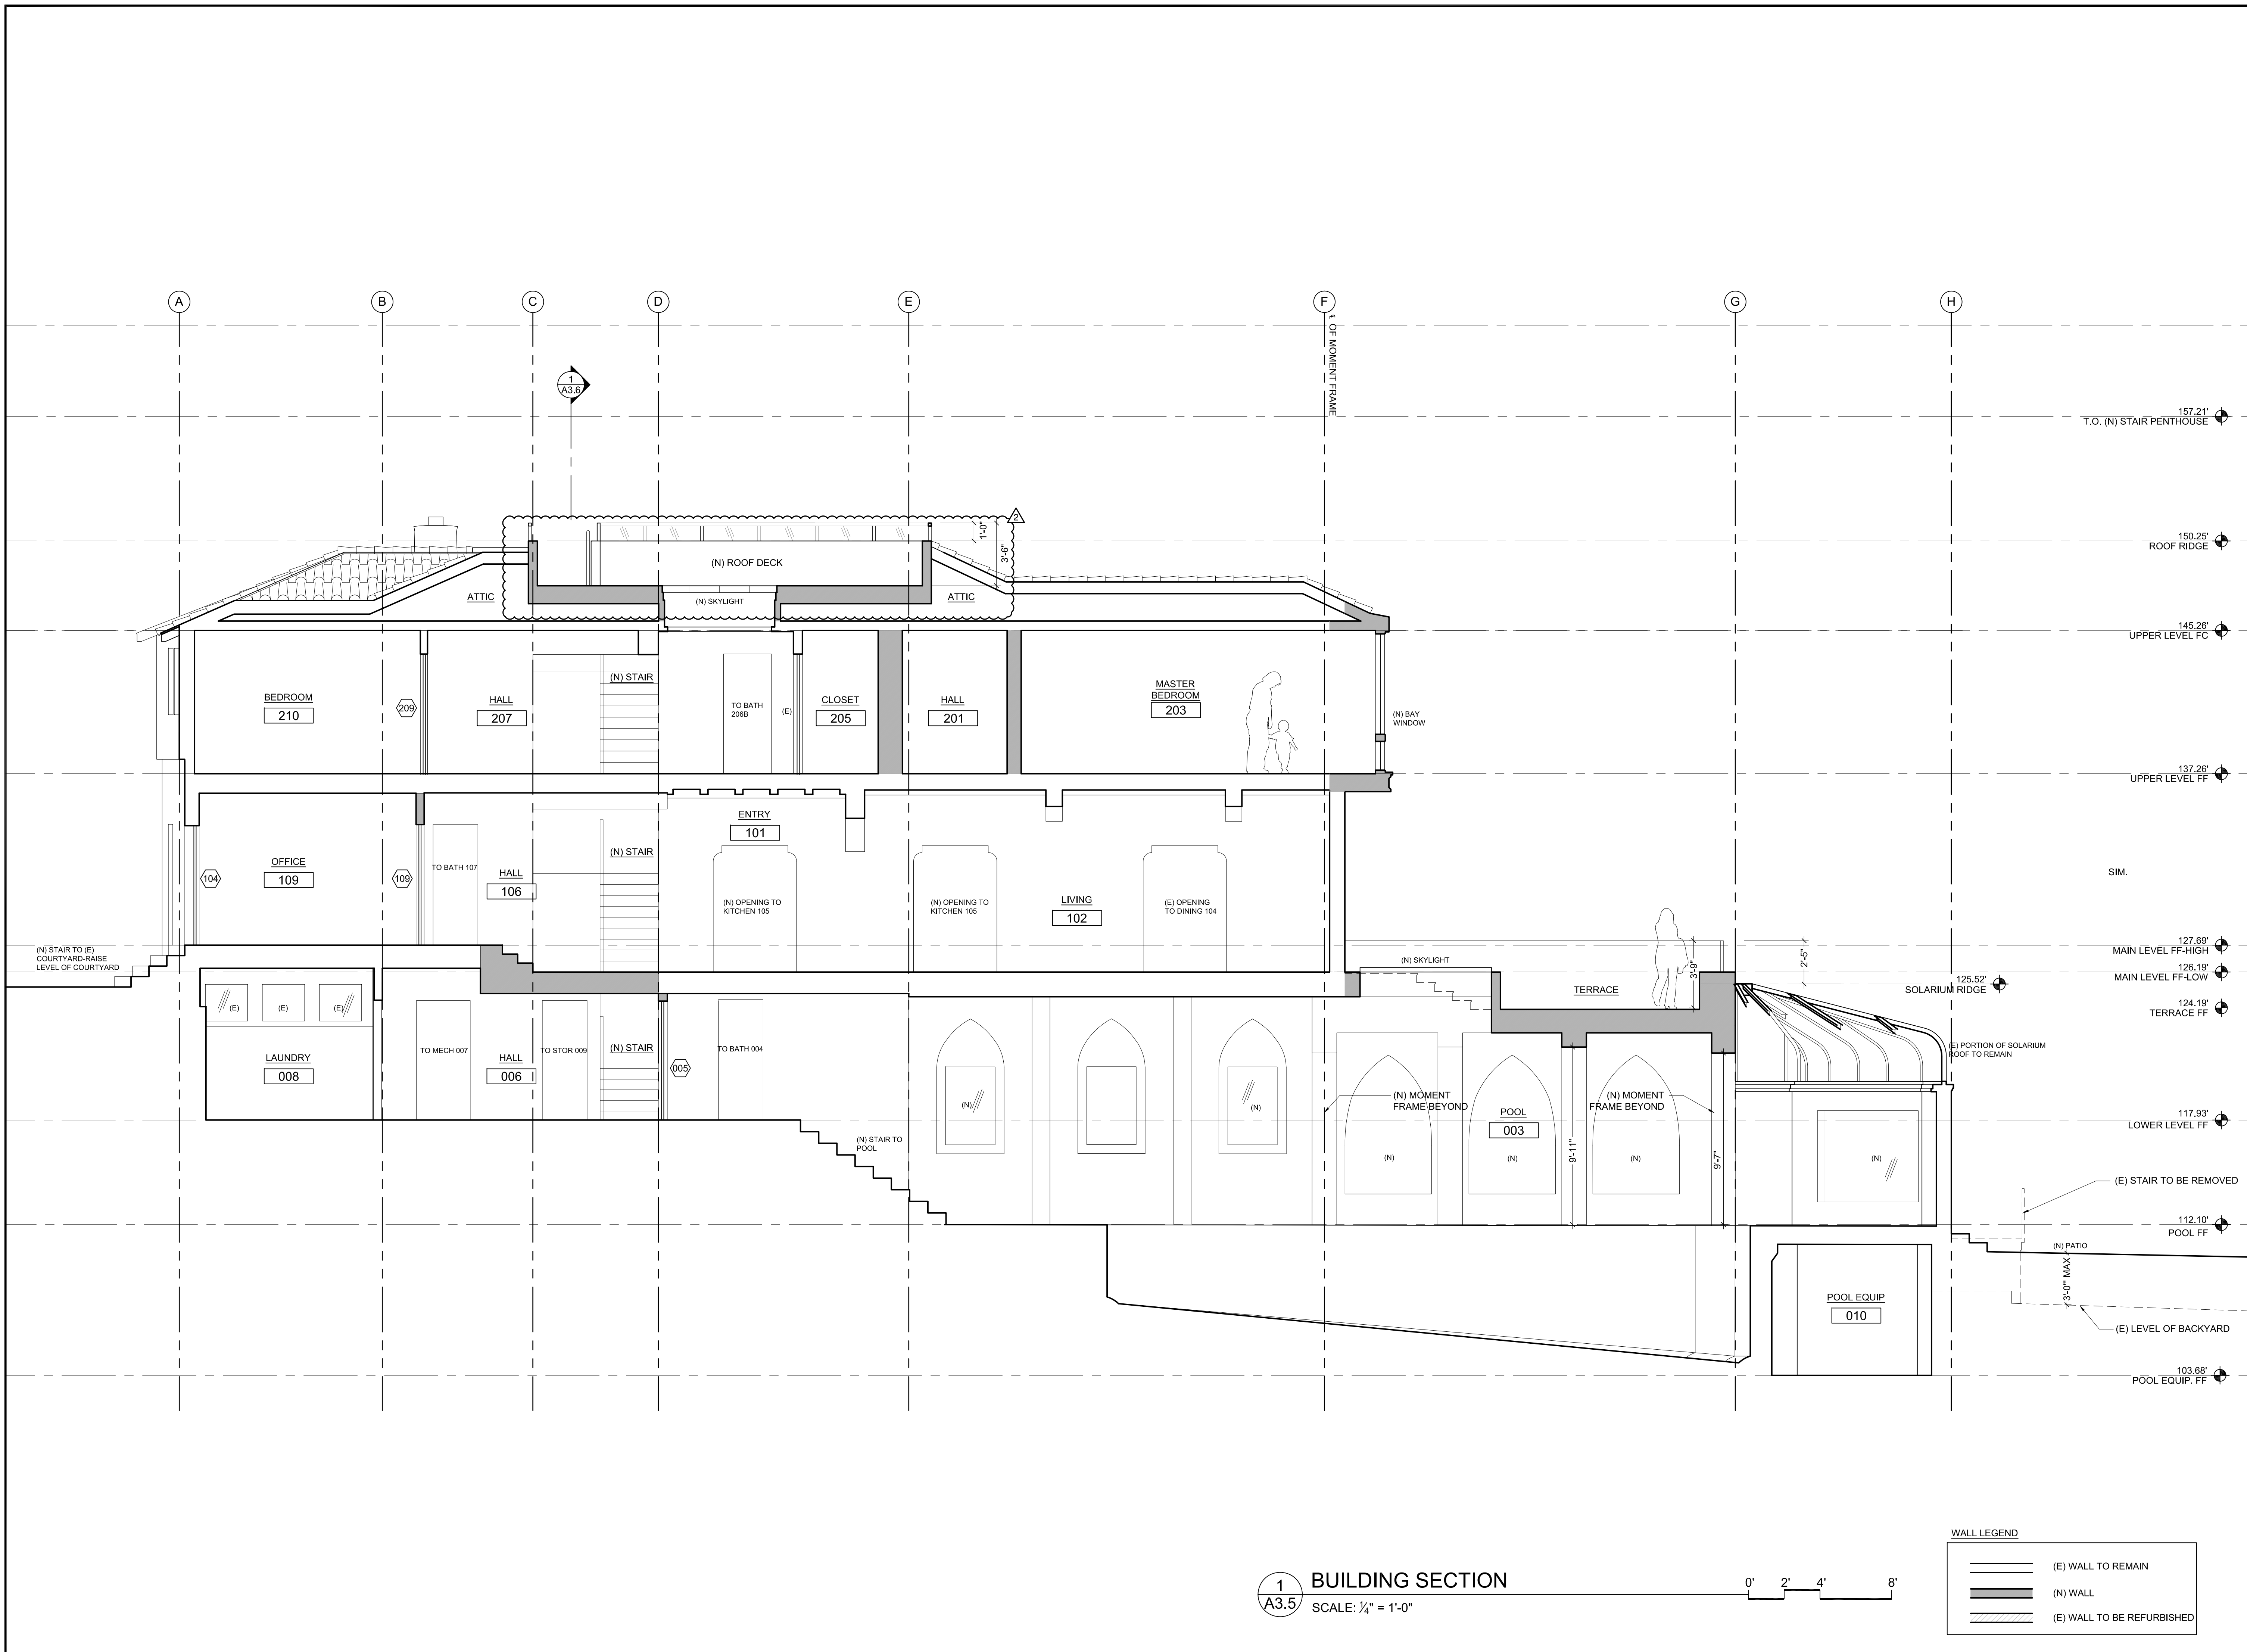 A
B
C
D
E
F
G
H
℄ OF MOMENT FRAME
1
A3.6
157.21'
T.O. (N) STAIR PENTHOUSE
2
1'-0"
3'-6"
150.25'
ROOF RIDGE
(N) ROOF DECK
ATTIC
(N) SKYLIGHT
ATTIC
145.26'
UPPER LEVEL FC
BEDROOM
210
209
HALL
207
(N) STAIR
TO BATH
206B
(E)
CLOSET
205
HALL
201
MASTER
BEDROOM
203
(N) BAY
WINDOW
137.26'
UPPER LEVEL FF
ENTRY
101
104
OFFICE
109
109
TO BATH 107
HALL
106
(N) STAIR
(N) OPENING TO
KITCHEN 105
(N) OPENING TO
KITCHEN 105
LIVING
102
(E) OPENING
TO DINING 104
SIM.
(N) STAIR TO (E)
COURTYARD-RAISE
LEVEL OF COURTYARD
127.69'
MAIN LEVEL FF-HIGH
126.19'
MAIN LEVEL FF-LOW
125.52'
SOLARIUM RIDGE
124.19'
TERRACE FF
(N) SKYLIGHT
TERRACE
3'-9"
2'-5"
(E)
(E)
(E)
LAUNDRY
008
TO MECH 007
HALL
006
TO STOR 009
(N) STAIR
005
TO BATH 004
(E) PORTION OF SOLARIUM
ROOF TO REMAIN
(N)
(N)
(N) MOMENT
FRAME BEYOND
POOL
003
(N) MOMENT
FRAME BEYOND
9'-11"
9'-7"
(N)
(N)
(N)
(N)
117.93'
LOWER LEVEL FF
(N) STAIR TO
POOL
(E) STAIR TO BE REMOVED
112.10'
POOL FF
(N) PATIO
3'-0"' MAX
POOL EQUIP
010
(E) LEVEL OF BACKYARD
103.68'
POOL EQUIP. FF
1
A3.5
BUILDING SECTION
SCALE: ¼" = 1'-0"
0' 2' 4' 8'
WALL LEGEND
(E) WALL TO REMAIN
(N) WALL
(E) WALL TO BE REFURBISHED